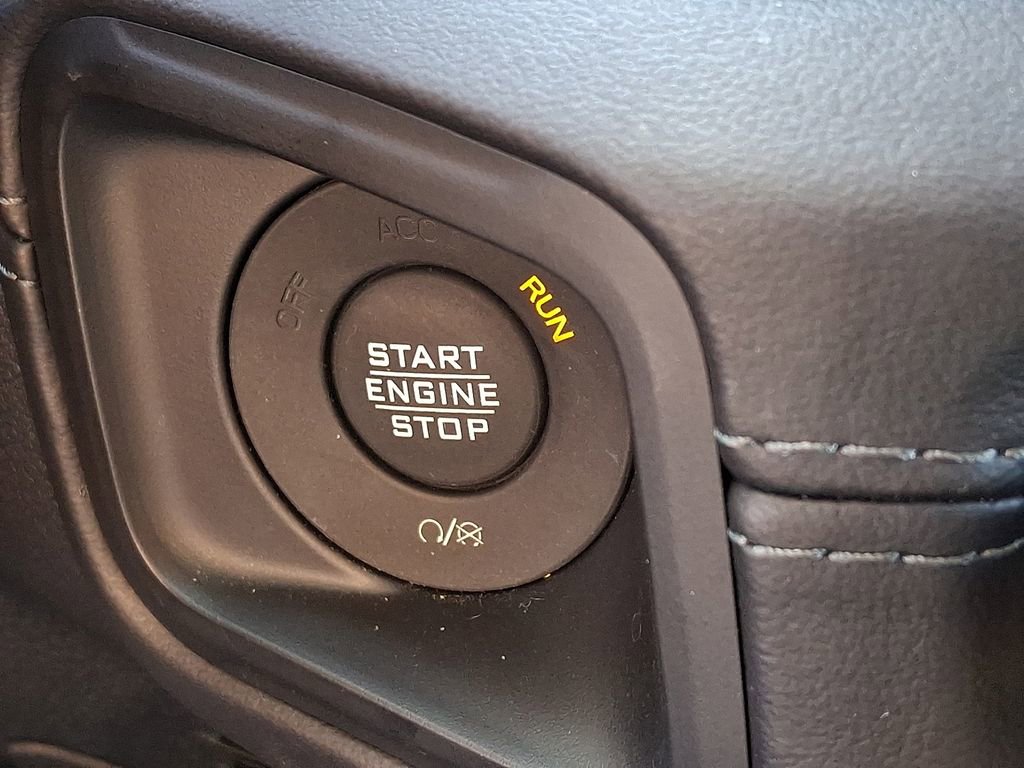 ACC
OFF
RUN
START
ENGINE
STOP